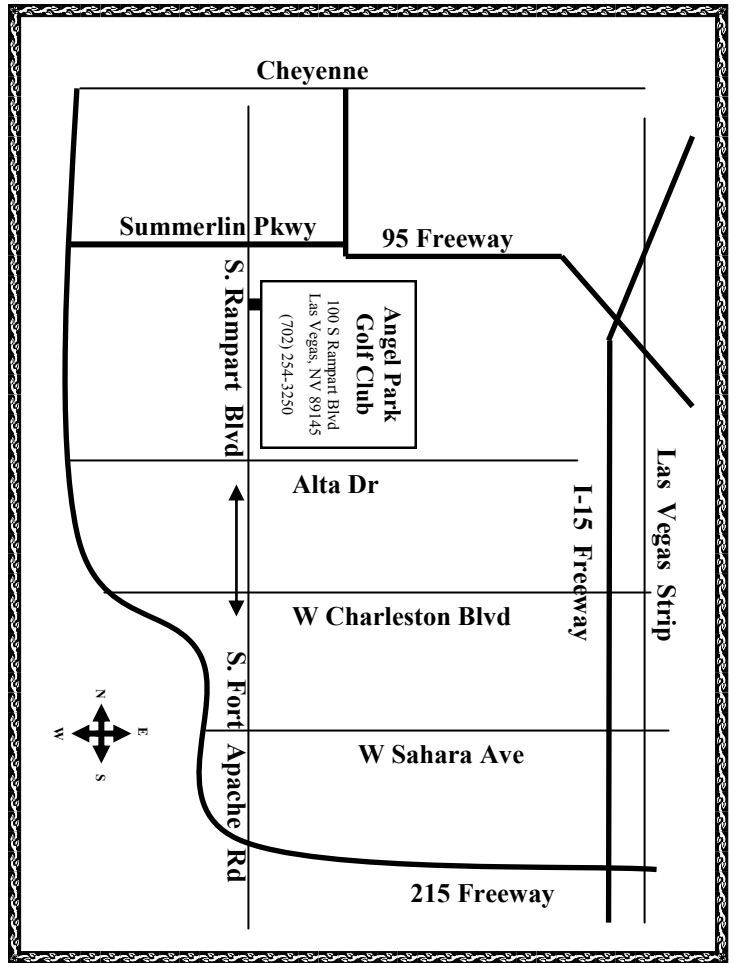 Cheyenne
Summerlin Pkwy
95 Freeway
S. Rampart Blvd
Angel Park
Golf Club
100 S Rampart Blvd
Las Vegas, NV 89145
(702) 254-3250
Alta Dr
Las Vegas Strip
I-15 Freeway
W Charleston Blvd
S. Fort Apache Rd
N
E
W
S
W Sahara Ave
215 Freeway